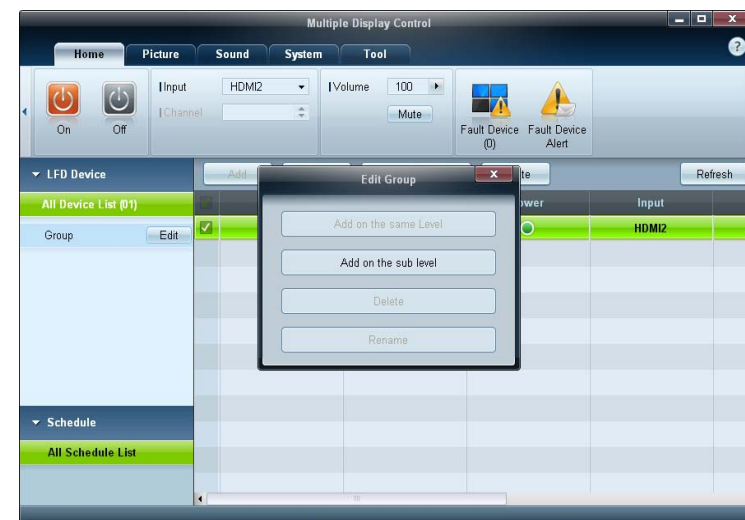 Multiple Display Control
Home Picture Sound System Tool
?
Input HDMI2
Channel
Volume 100
Mute
On Off
Fault Device (0)
Fault Device Alert
LFD Device
Add
Refresh
All Device List (01)
Group Edit
Edit Group
Add on the same Level
Add on the sub level
Delete
Rename
Input
HDMI2
Schedule
All Schedule List